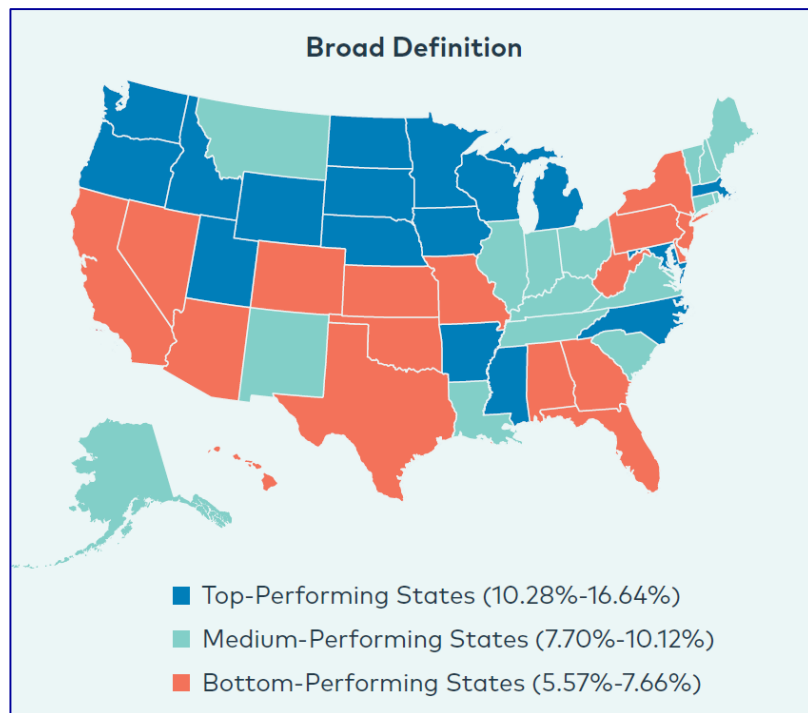 Broad Definition
Top-Performing States (10.28%-16.64%)
Medium-Performing States (7.70%-10.12%)
Bottom-Performing States (5.57%-7.66%)